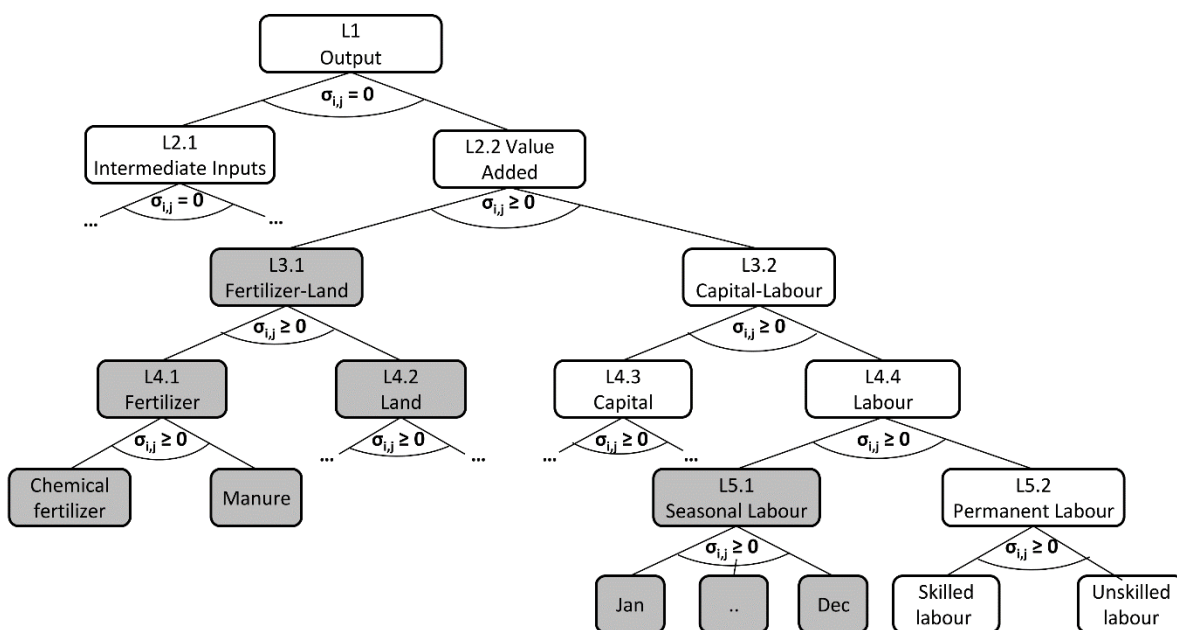 L1
Output
σi,j = 0
L2.1
Intermediate Inputs
L2.2 Value
Added
σi,j = 0
... ...
σi,j ≥ 0
L3.1
Fertilizer-Land
L3.2
Capital-Labour
σi,j ≥ 0
σi,j ≥ 0
L4.1
Fertilizer
L4.2
Land
L4.3
Capital
L4.4
Labour
σi,j ≥ 0
σi,j ≥ 0
σi,j ≥ 0
σi,j ≥ 0
... ... ... ...
Chemical
fertilizer
Manure
L5.1
Seasonal Labour
L5.2
Permanent Labour
σi,j ≥ 0
σi,j ≥ 0
Jan
..
Dec
Skilled
labour
Unskilled
labour